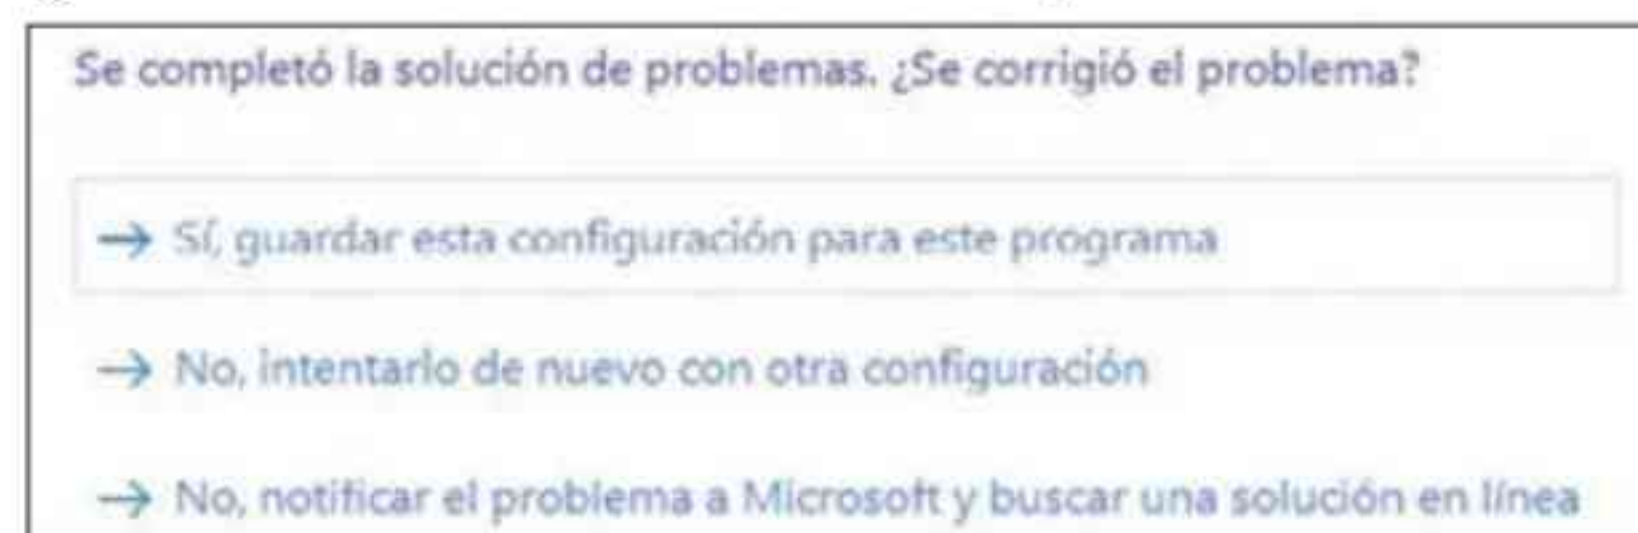 Se completó la solución de problemas. ¿Se corrigió el problema?
→ Sí, guardar esta configuración para este programa
→ No, intentarlo de nuevo con otra configuración
→ No, notificar el problema a Microsoft y buscar una solución en línea